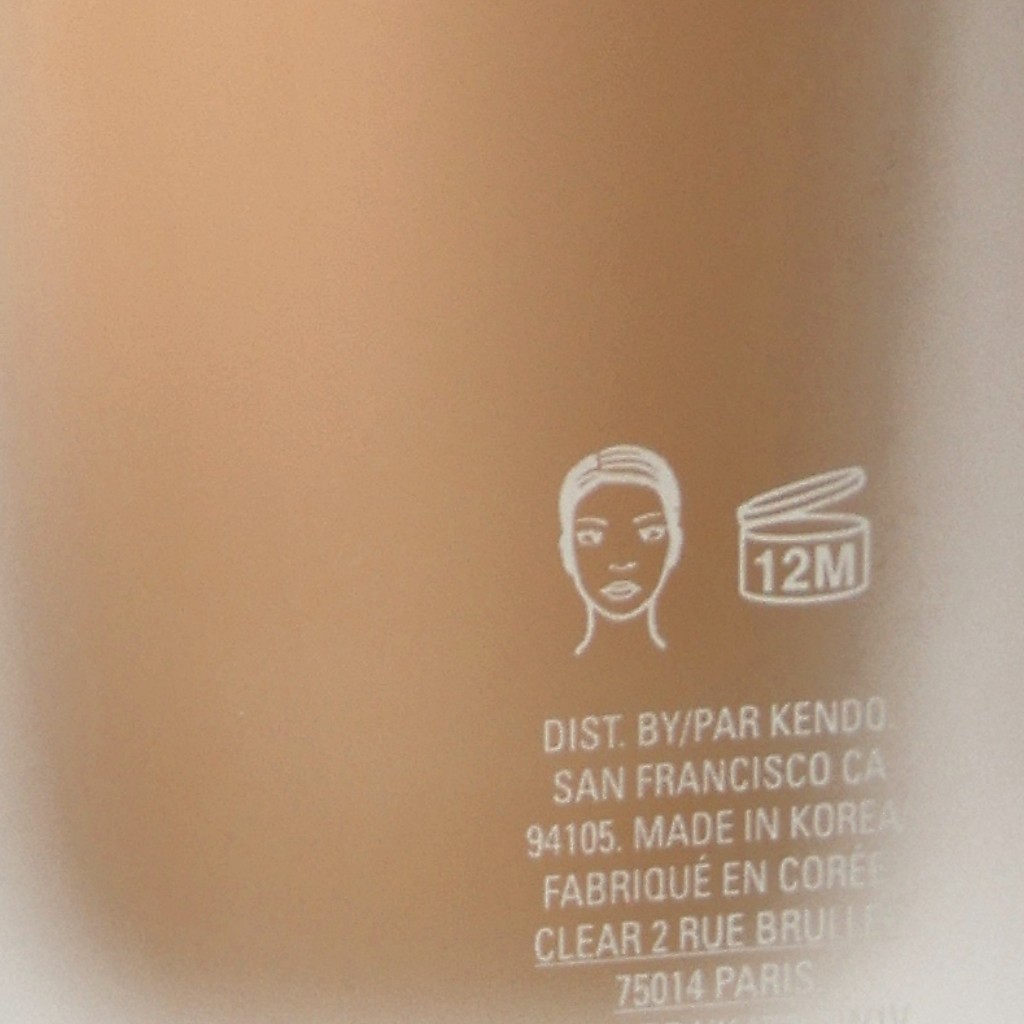 12M
DIST. BY/PAR KENDO.
SAN FRANCISCO CA
94105. MADE IN KOREA/
FABRIQUÉ EN CORÉE
CLEAR 2 RUE
75014 PARIS